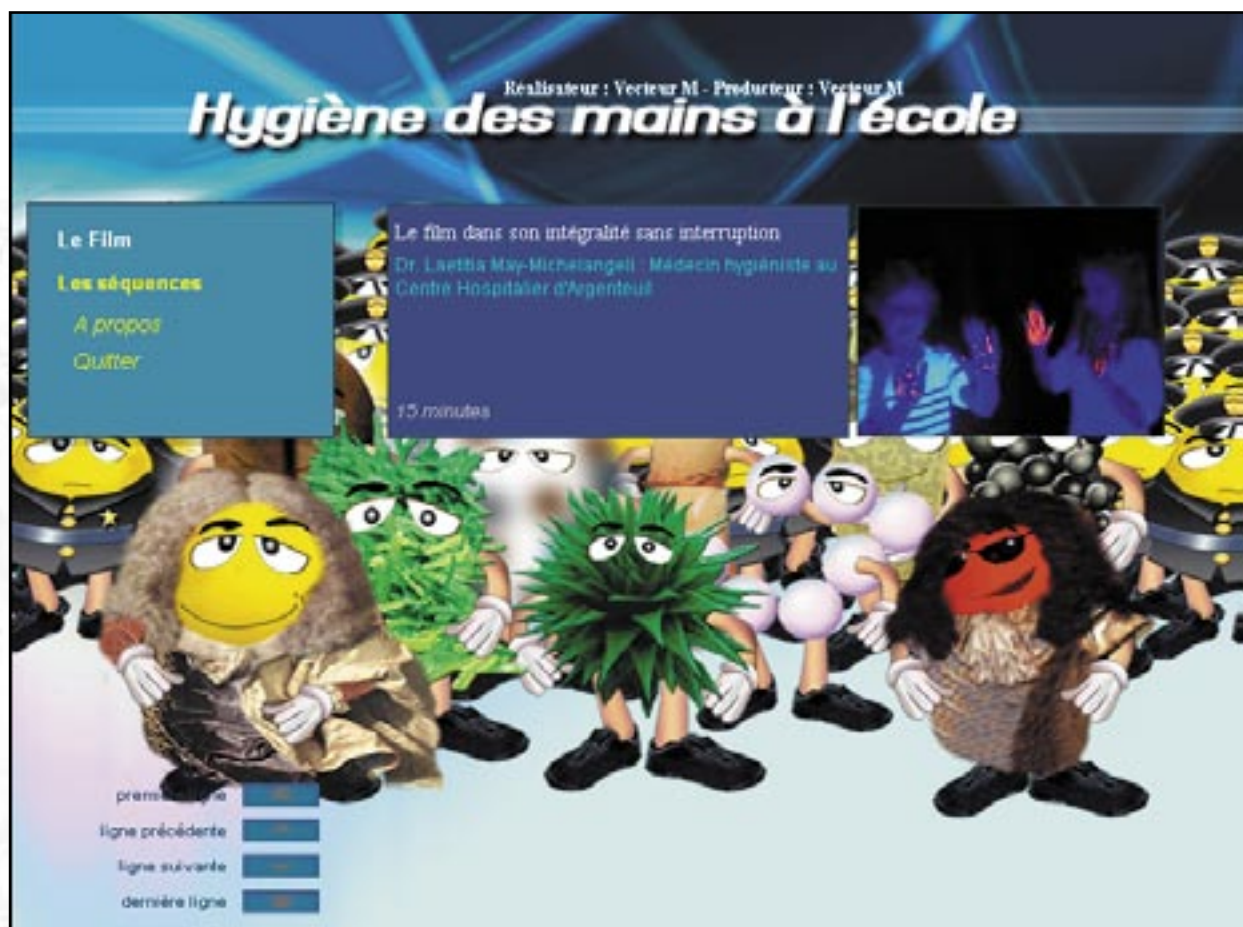 Réalisateur : Vecteur M - Producteur : Vecteur M
Hygiène des mains à l'école
Le Film
Les séquences
A propos
Quitter
Le film dans son intégralité sans interruption
Dr. Laetitia May-Michelangeli : Médecin hygiéniste au
Centre Hospitalier d'Argenteuil
15 minutes
première ligne
ligne précédente
ligne suivante
dernière ligne